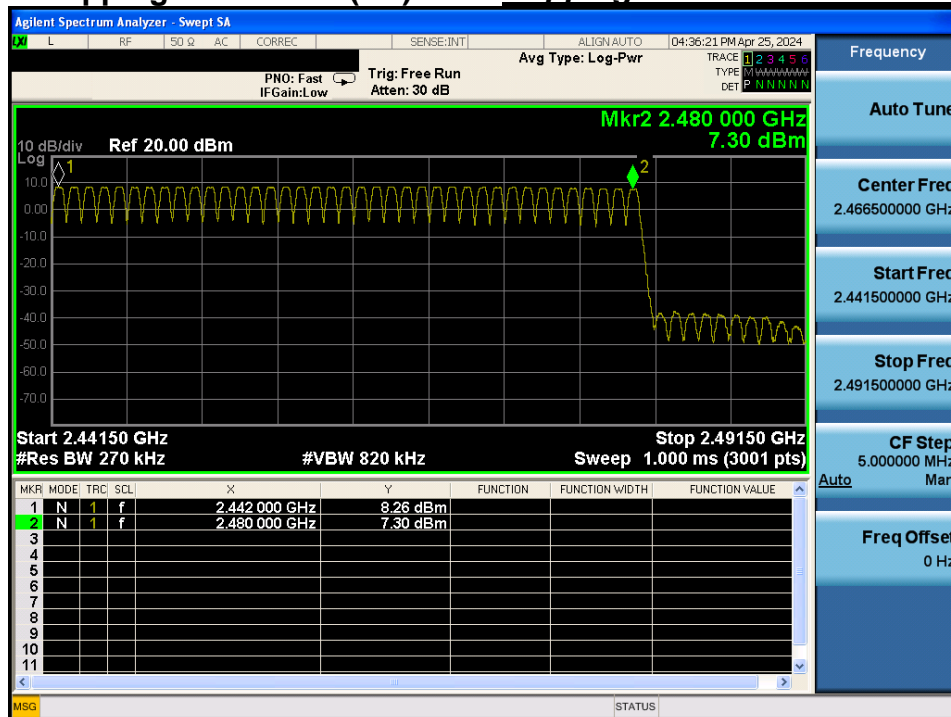 Agilent Spectrum Analyzer - Swept SA
LXI L RF 50 Ω AC CORREC SENSE:INT ALIGN AUTO 04:36:21 PM Apr 25, 2024
Frequency
Avg Type: Log-Pwr
TRACE 1 2 3 4 5 6
PNO: Fast
Trig: Free Run
TYPE
IFGain:Low
Atten: 30 dB
DET P N N N N N
Auto Tune
Mkr2 2.480 000 GHz
7.30 dBm
10 dB/div Ref 20.00 dBm
Log
1
2
10.0
0.00
-10.0
-20.0
-30.0
-40.0
-50.0
-60.0
-70.0
Center Freq
2.466500000 GHz
Start Freq
2.441500000 GHz
Stop Freq
2.491500000 GHz
CF Step
5.000000 MHz
Auto Man
Freq Offset
0 Hz
Start 2.44150 GHz Stop 2.49150 GHz
#Res BW 270 kHz #VBW 820 kHz Sweep 1.000 ms (3001 pts)
MKR MODE TRC SCL X Y FUNCTION FUNCTION WIDTH FUNCTION VALUE
1 N 1 f 2.442 000 GHz 8.26 dBm
2 N 1 f 2.480 000 GHz 7.30 dBm
3
4
5
6
7
8
9
10
11
MSG STATUS